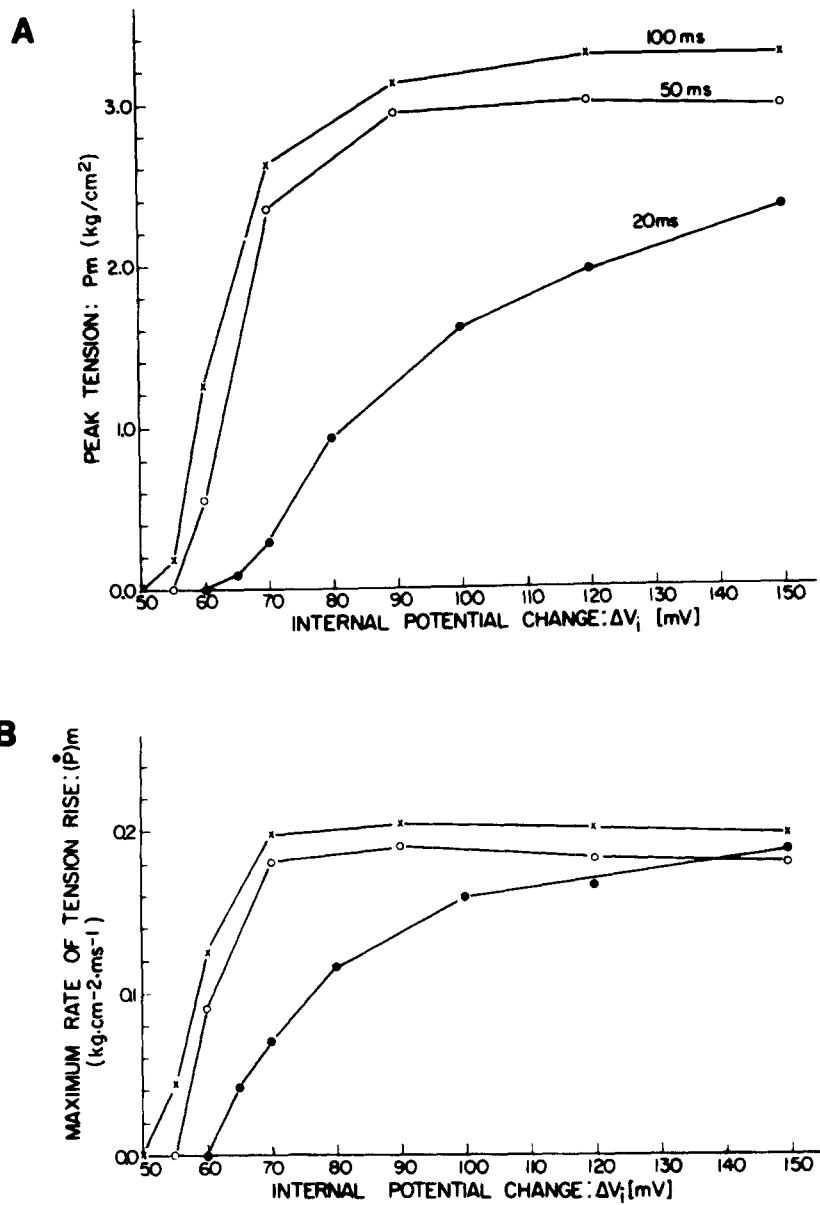 A
100 ms
50 ms
20ms
3.0
2.0
1.0
0.0
PEAK TENSION: Pm (kg/cm²)
50 60 70 80 90 100 110 120 130 140 150
INTERNAL POTENTIAL CHANGE: ΔVi [mV]
B
0.2
0.1
0.0
MAXIMUM RATE OF TENSION RISE: (Ṗ)m
(kg.cm-2.ms-1)
50 60 70 80 90 100 110 120 130 140 150
INTERNAL POTENTIAL CHANGE: ΔVi [mV]